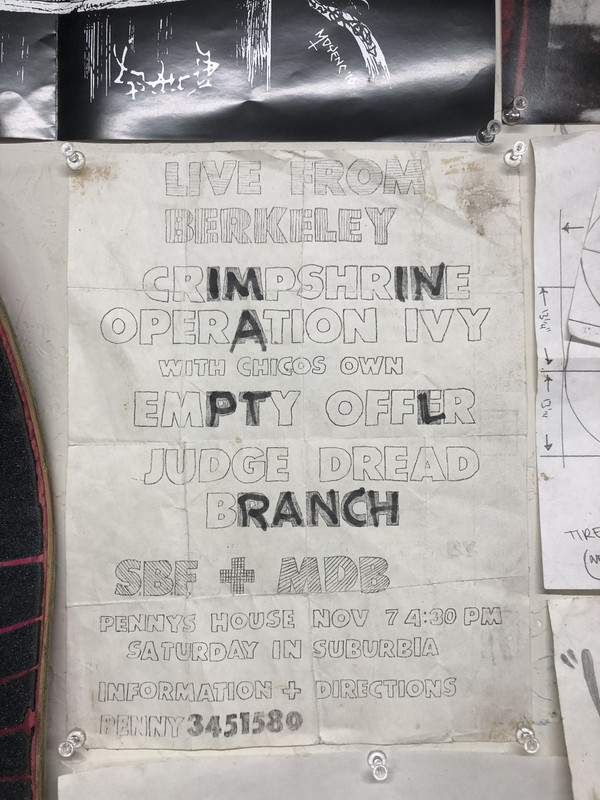 LIVE FROM
BERKELEY
CRIMPSHRINE
OPERATION IVY
WITH CHICOS OWN
EMPTY OFFER
JUDGE DREAD
BRANCH
SBF + MDB
PENNYS HOUSE NOV 7 4:30 PM
SATURDAY IN SUBURBIA
INFORMATION + DIRECTIONS
PENNY 3451580
TIRE